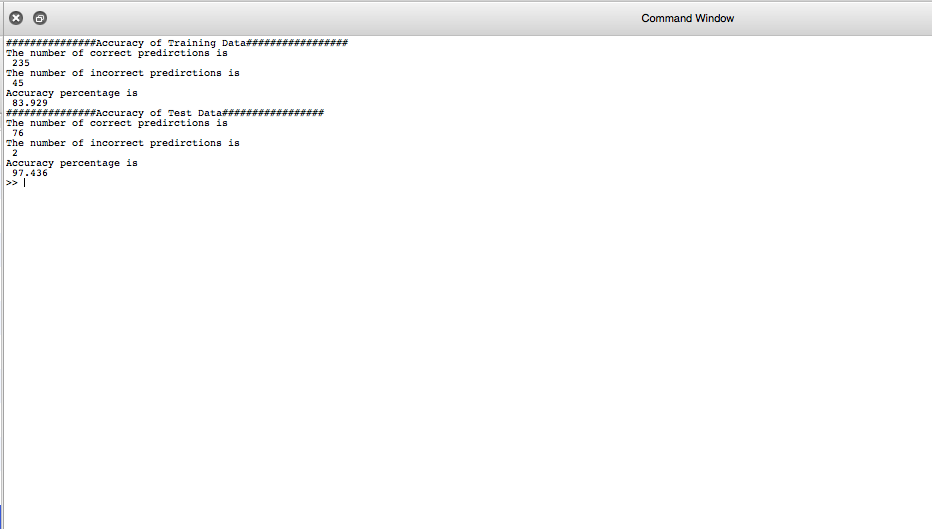 Command Window
###############Accuracy of Training Data#################
The number of correct predirctions is
235
The number of incorrect predirctions is
45
Accuracy percentage is
83.929
###############Accuracy of Test Data#################
The number of correct predirctions is
76
The number of incorrect predirctions is
2
Accuracy percentage is
97.436
>>